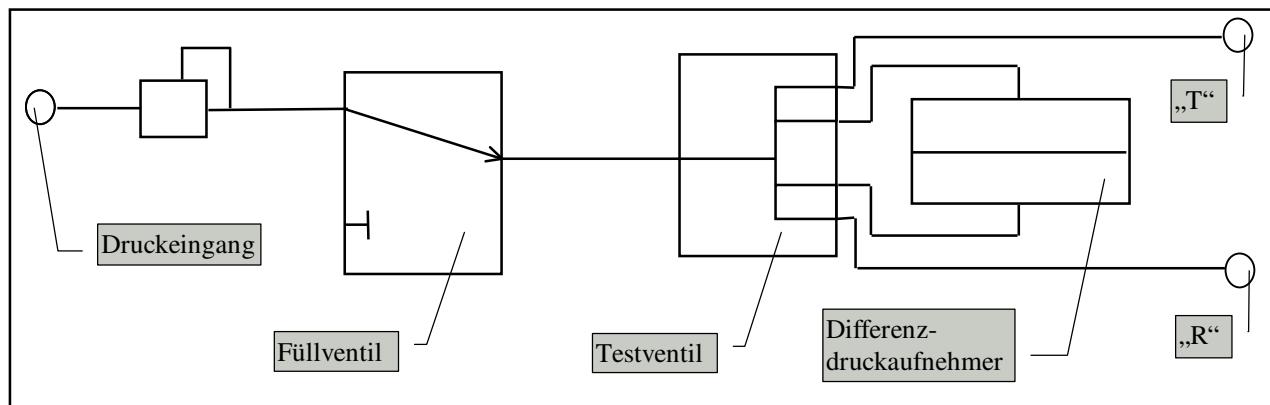 „T“
Druckeingang
Füllventil
Testventil
Differenz-
druckaufnehmer
„R“